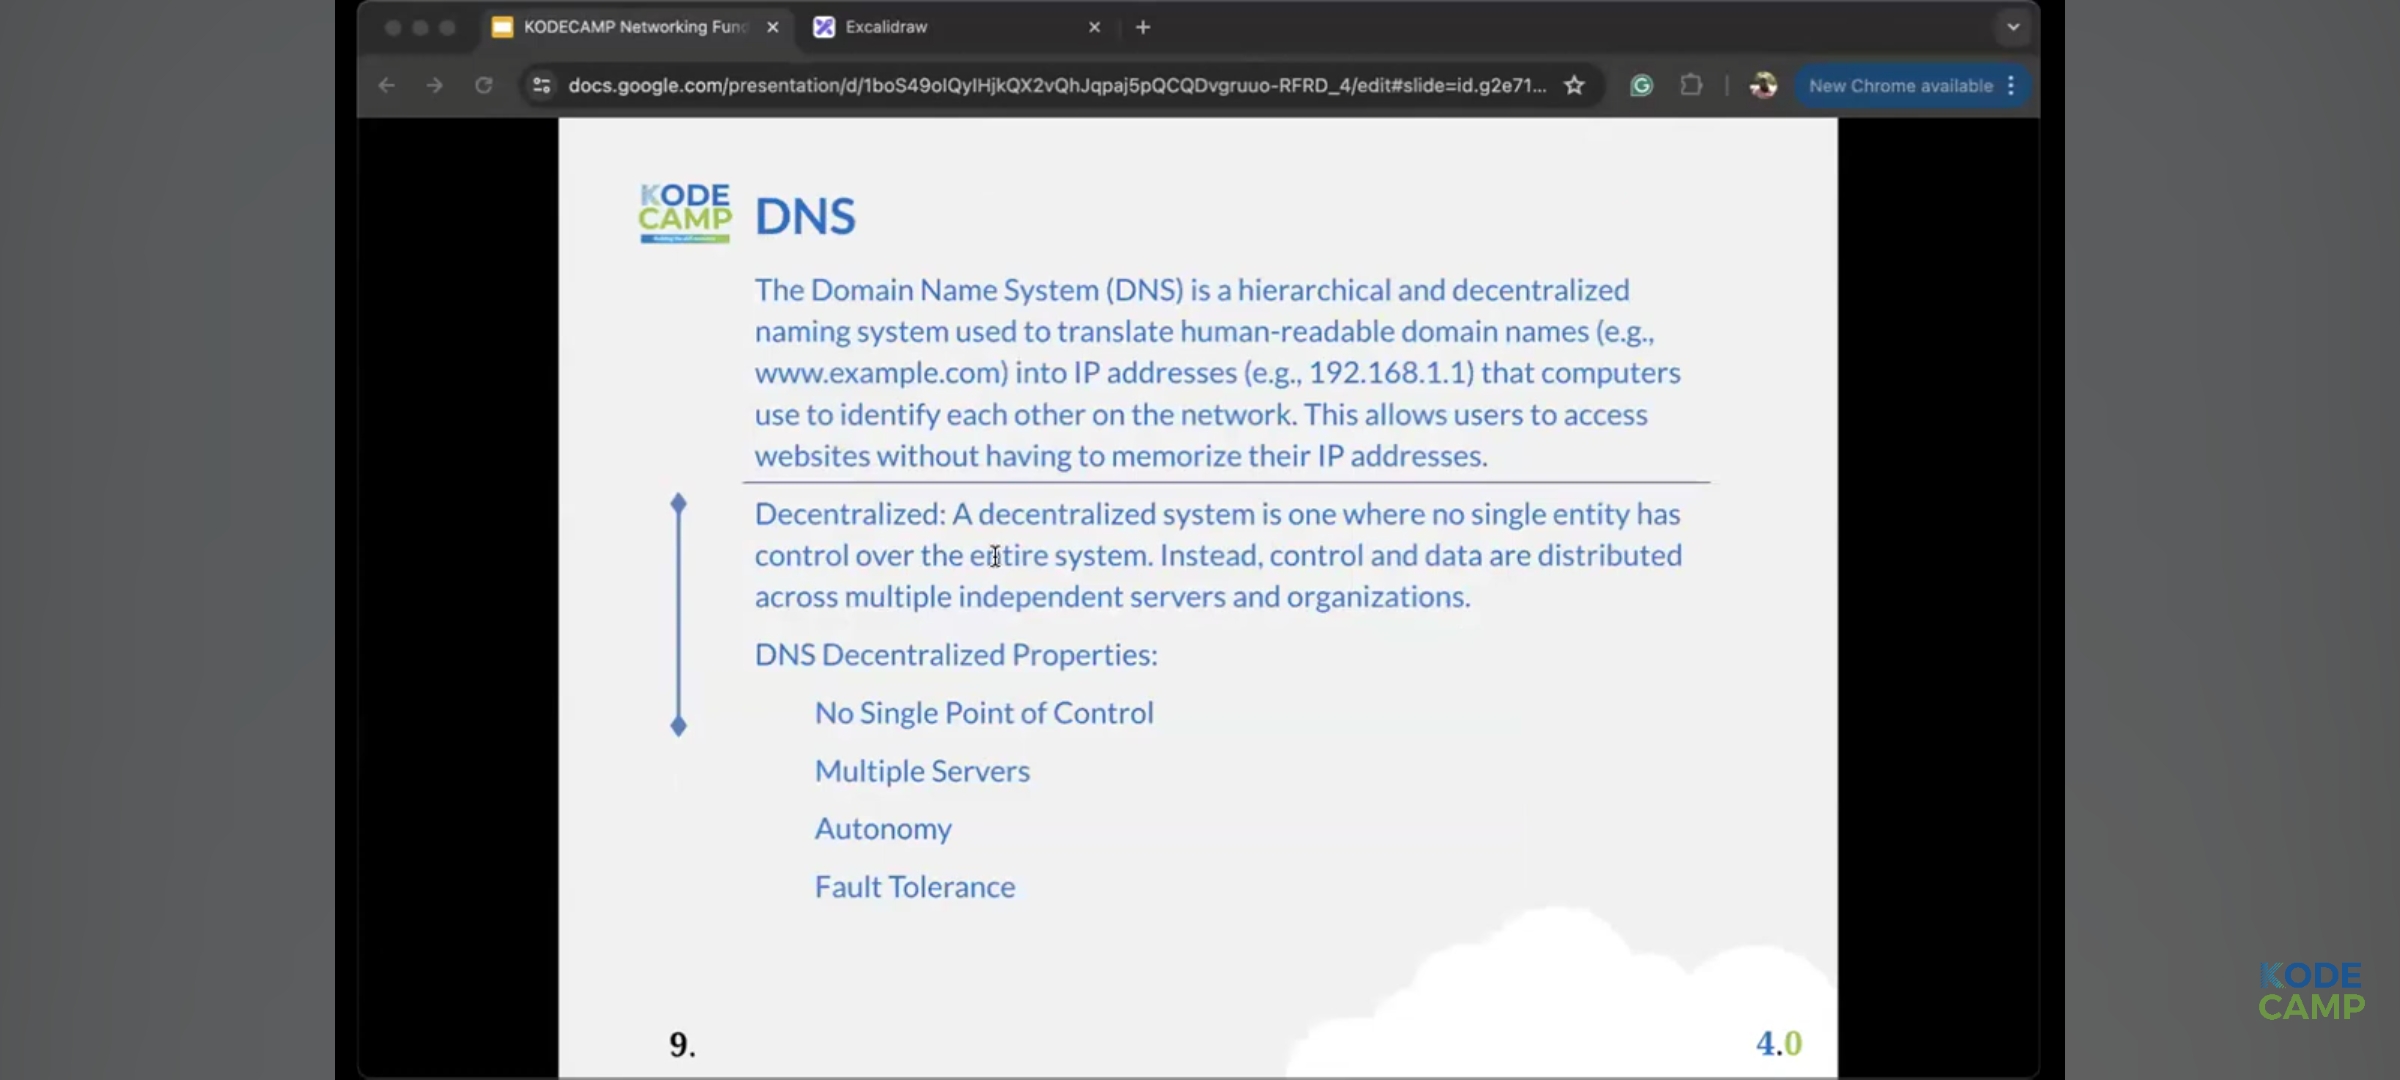 KODECAMP Networking Fund
Excalidraw
docs.google.com/presentation/d/1boS49olQylHjkQX2vQhJqpaj5pQCQDvgruuo-RFRD_4/edit#slide=id.g2e71...
New Chrome available
KODE
CAMP
DNS
The Domain Name System (DNS) is a hierarchical and decentralized
naming system used to translate human-readable domain names (e.g.,
www.example.com) into IP addresses (e.g., 192.168.1.1) that computers
use to identify each other on the network. This allows users to access
websites without having to memorize their IP addresses.
Decentralized: A decentralized system is one where no single entity has
control over the entire system. Instead, control and data are distributed
across multiple independent servers and organizations.
DNS Decentralized Properties:
No Single Point of Control
Multiple Servers
Autonomy
Fault Tolerance
9.
4.0
KODE
CAMP